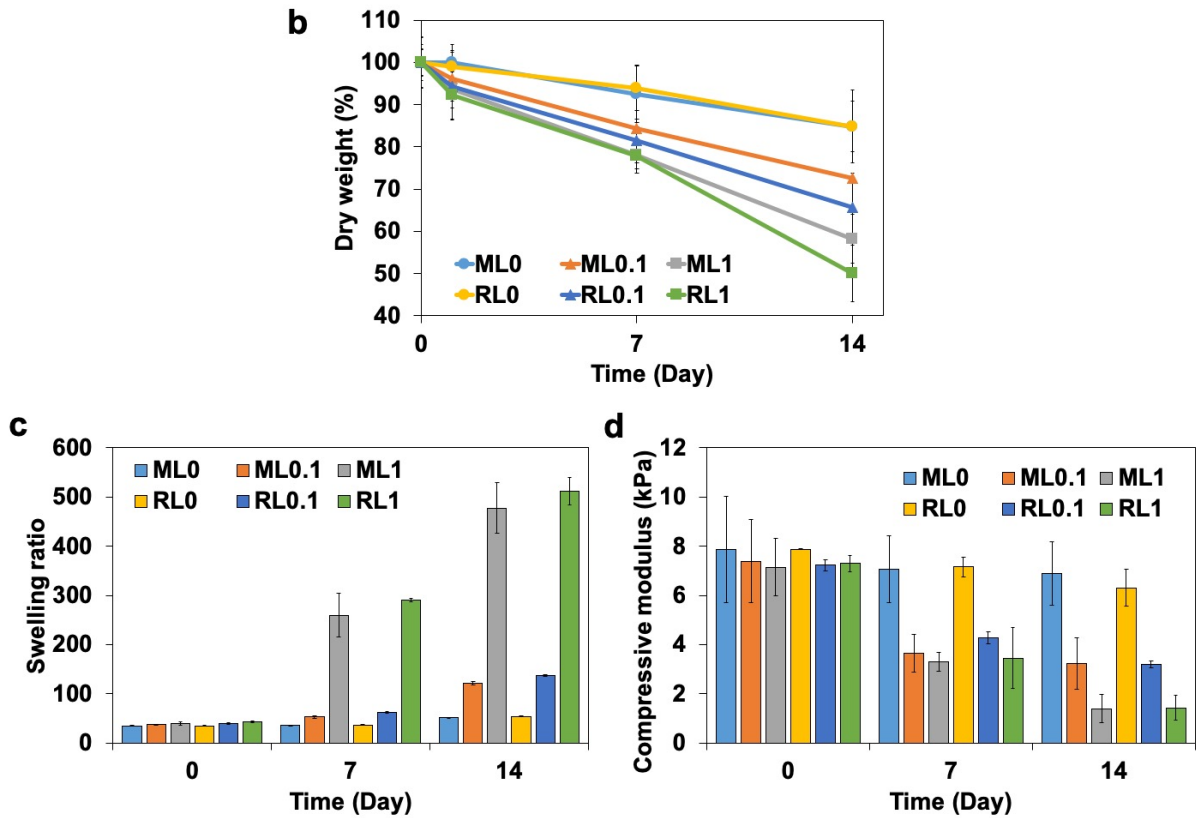 b
110
100
90
80
70
60
50
40
Dry weight (%)
ML0 ML0.1 ML1
RL0 RL0.1 RL1
0 7 14
Time (Day)
c
600
500
400
300
200
100
0
Swelling ratio
ML0 ML0.1 ML1
RL0 RL0.1 RL1
0 7 14
Time (Day)
d
12
10
8
6
4
2
0
Compressive modulus (kPa)
ML0 ML0.1 ML1
RL0 RL0.1 RL1
0 7 14
Time (Day)